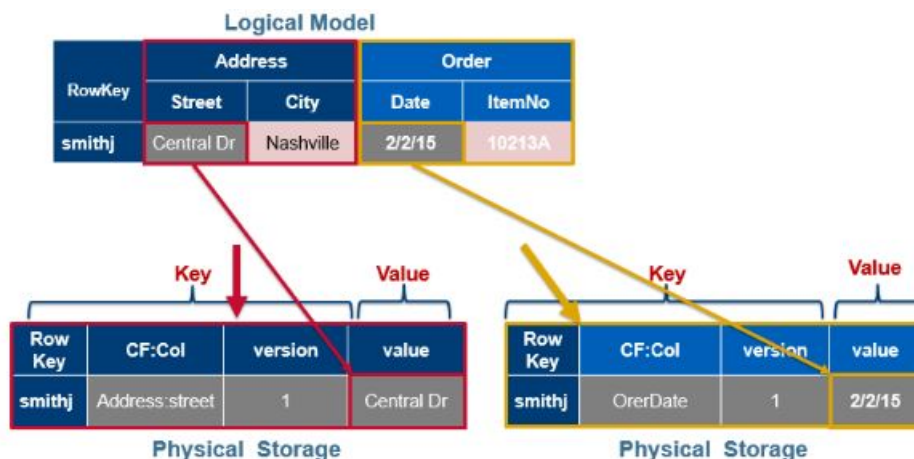 Logical Model
RowKey Address Order
Street City Date ItemNo
smithj Central Dr Nashville 2/2/15 10213A
Key Value Key Value
Row Key CF:Col version value Row Key CF:Col version value
smithj Address:street 1 Central Dr smithj OrerDate 1 2/2/15
Physical Storage Physical Storage